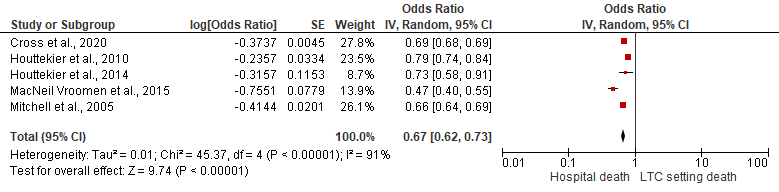 Odds Ratio Odds Ratio
Study or Subgroup log[Odds Ratio] SE Weight IV, Random, 95% CI IV, Random, 95% CI
Cross et al., 2020 -0.3737 0.0045 27.8% 0.69 [0.68, 0.69]
Houttekier et al., 2010 -0.2357 0.0334 23.5% 0.79 [0.74, 0.84]
Houttekier et al., 2014 -0.3157 0.1153 8.7% 0.73 [0.58, 0.91]
MacNeil Vroomen et al., 2015 -0.7551 0.0779 13.9% 0.47 [0.40, 0.55]
Mitchell et al., 2005 -0.4144 0.0201 26.1% 0.66 [0.64, 0.69]
Total (95% CI) 100.0% 0.67 [0.62, 0.73]
Heterogeneity: Tau² = 0.01; Chi² = 45.37, df = 4 (P < 0.00001); I² = 91%
Test for overall effect: Z = 9.74 (P < 0.00001)
0.01 0.1 1 10 100
Hospital death LTC setting death